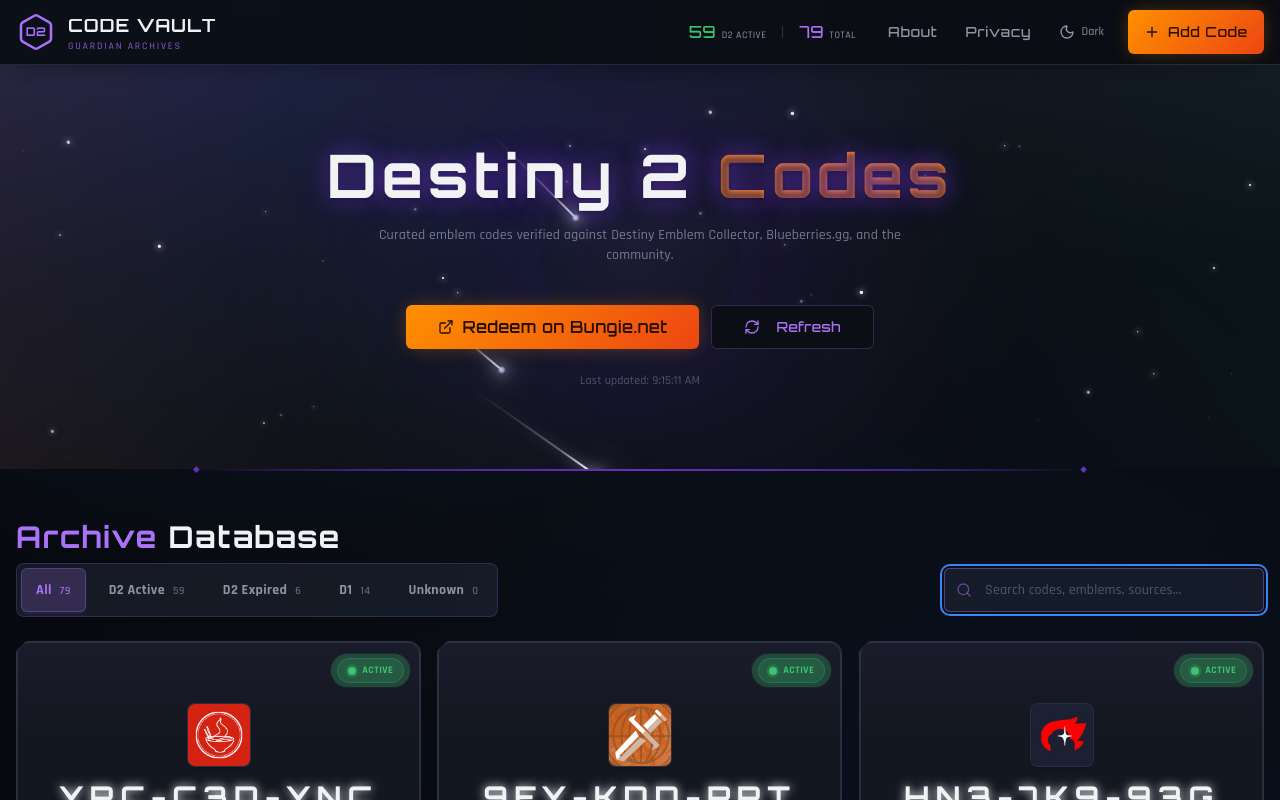 D2
CODE VAULT
GUARDIAN ARCHIVES
59 D2 ACTIVE
79 TOTAL
About
Privacy
Dark
Add Code
Destiny 2 Codes
Curated emblem codes verified against Destiny Emblem Collector, Blueberries.gg, and the
community.
Redeem on Bungie.net
Refresh
Last updated: 9:15:11 AM
Archive Database
All 79
D2 Active 59
D2 Expired 6
D1 14
Unknown 0
Search codes, emblems, sources...
ACTIVE
ACTIVE
ACTIVE